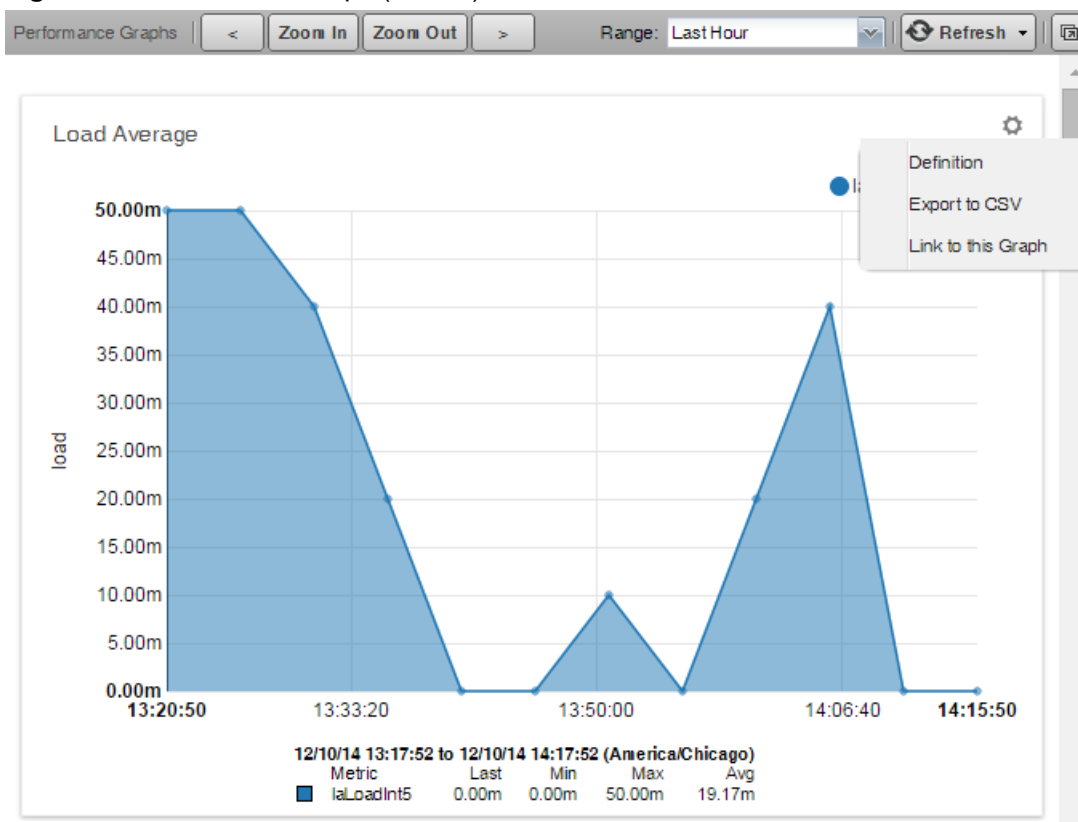 Performance Graphs < Zoom In Zoom Out > Range: Last Hour Refresh
Load Average
Definition
Export to CSV
Link to this Graph
50.00m
45.00m
40.00m
35.00m
30.00m
25.00m
20.00m
15.00m
10.00m
5.00m
0.00m
load
13:20:50 13:33:20 13:50:00 14:06:40 14:15:50
12/10/14 13:17:52 to 12/10/14 14:17:52 (America/Chicago)
Metric Last Min Max Avg
laLoadInt5 0.00m 0.00m 50.00m 19.17m